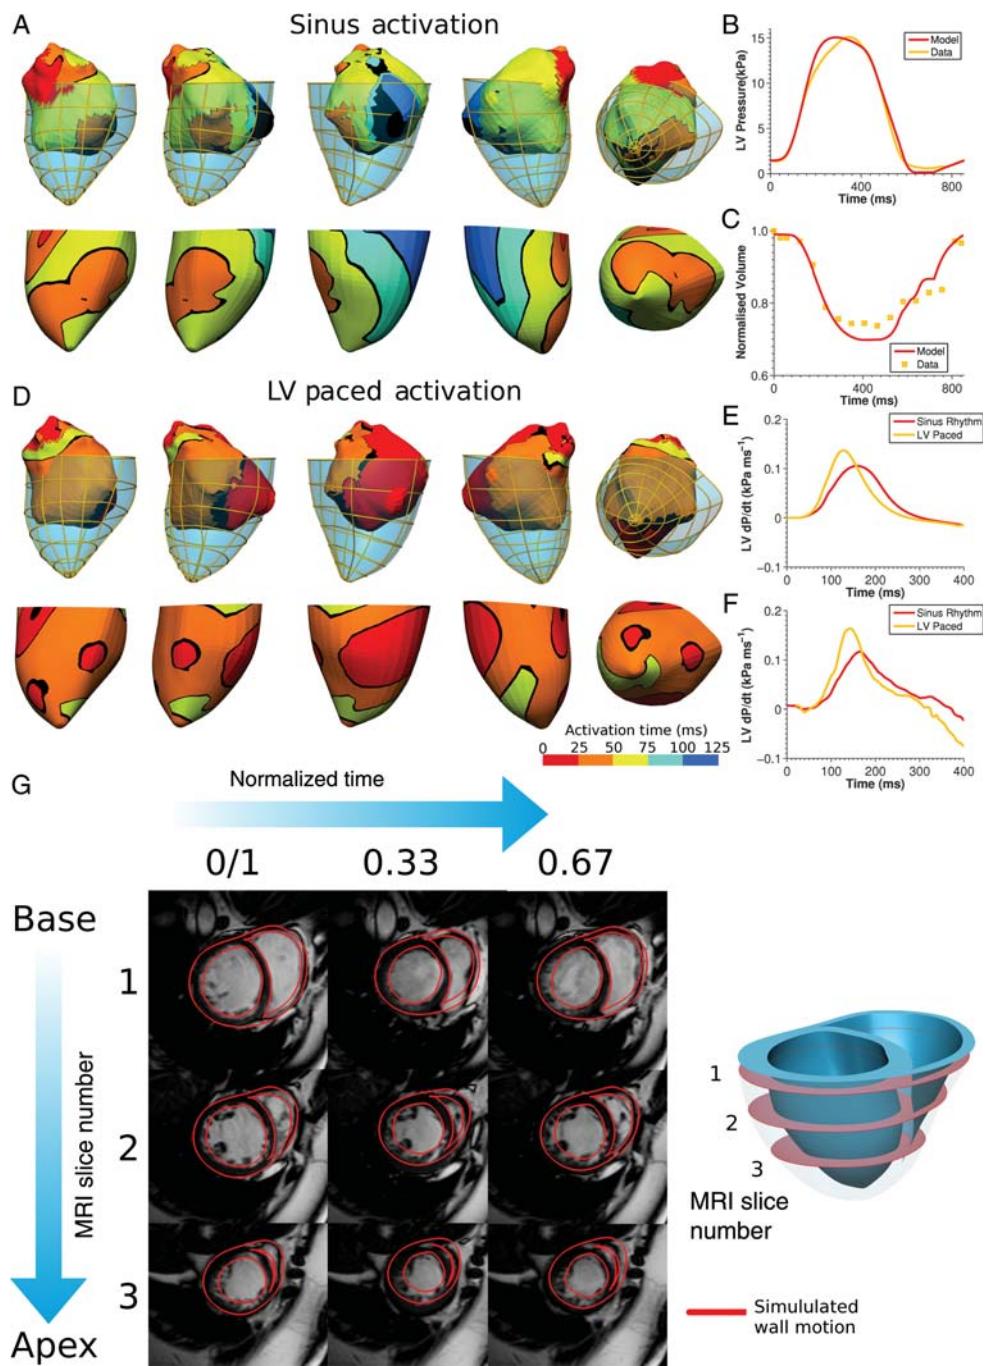 A
Sinus activation
B
LV Pressure(kPa)
15
10
5
0
0 400 800
Time (ms)
Model
Data
C
Normalised Volume
1.0
0.8
0.6
0 400 800
Time (ms)
Model
Data
D
LV paced activation
E
LV dP/dt (kPa ms⁻¹)
0.2
0.1
0
−0.1
0 100 200 300 400
Time (ms)
Sinus Rhythm
LV Paced
F
LV dP/dt (kPa ms⁻¹)
0.2
0.1
0
−0.1
0 100 200 300 400
Time (ms)
Sinus Rhythm
LV Paced
Activation time (ms)
0 25 50 75 100 125
G
Normalized time
0/1 0.33 0.67
Base
MRI slice number
Apex
1
2
3
1
2
3
MRI slice
number
Simululated
wall motion